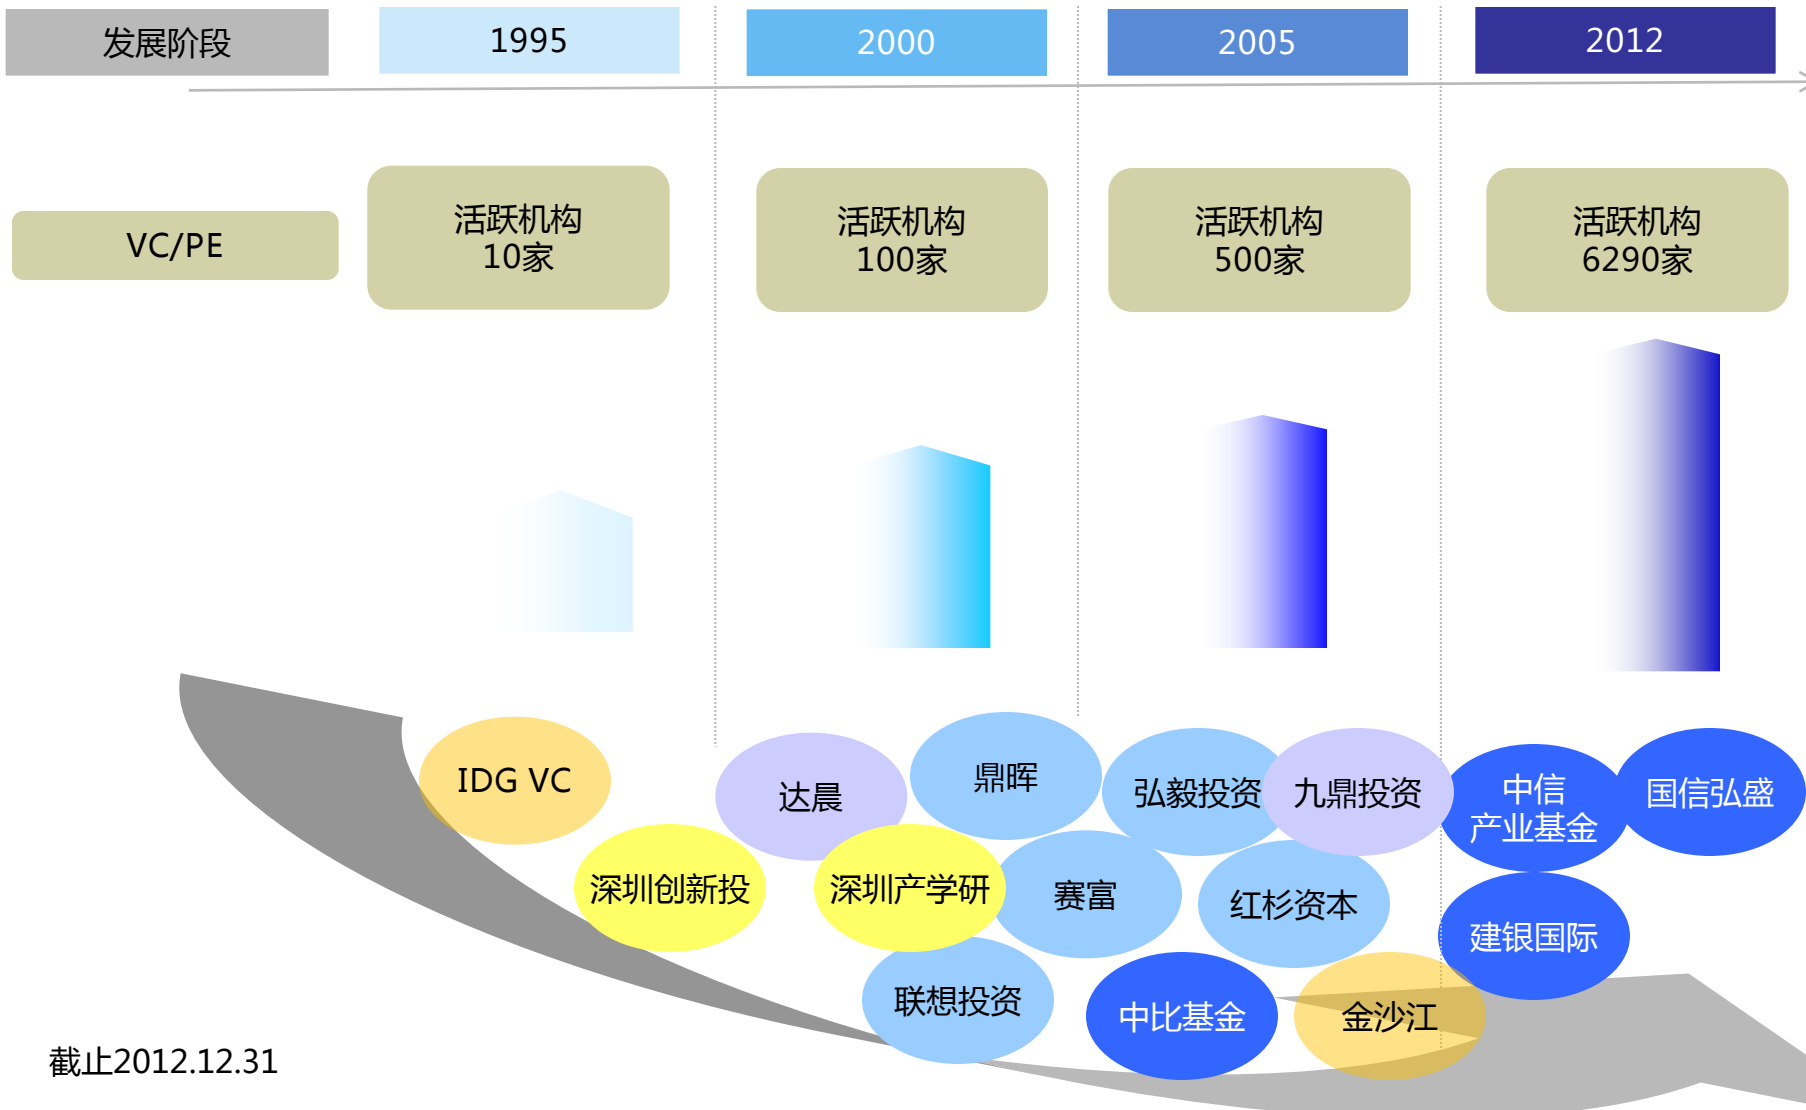 发展阶段
1995
2000
2005
2012
VC/PE
活跃机构
10家
活跃机构
100家
活跃机构
500家
活跃机构
6290家
IDG VC
深圳创新投
达晨
鼎晖
深圳产学研
赛富
联想投资
弘毅投资
九鼎投资
红杉资本
中比基金
金沙江
中信
产业基金
国信弘盛
建银国际
截止2012.12.31